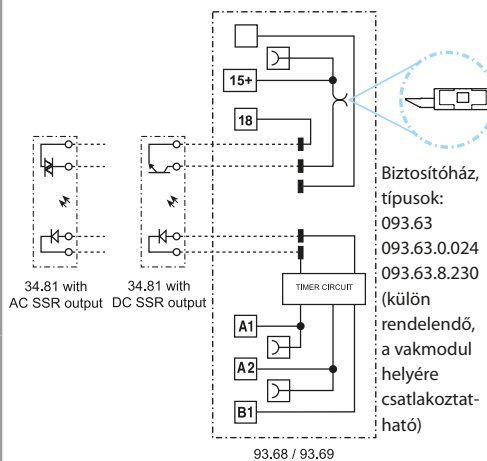 15+
18
Biztosítóház,
típusok:
093.63
093.63.0.024
093.63.8.230
(külön
rendelendő,
a vakmodul
helyére
csatlakoztat-
ható)
34.81 with
AC SSR output
34.81 with
DC SSR output
TIMER CIRCUIT
A1
A2
B1
93.68 / 93.69